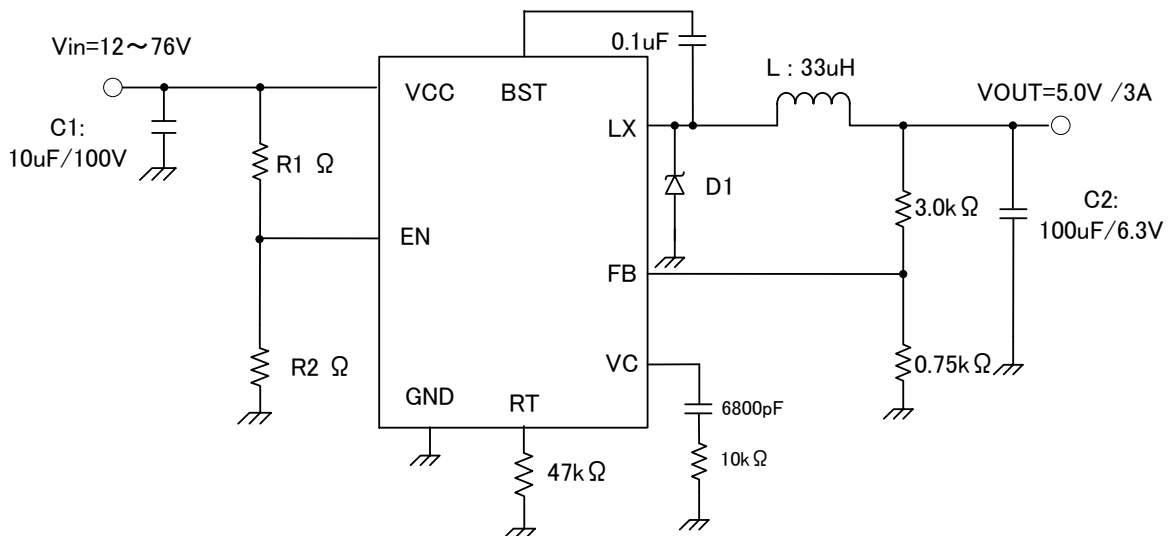 Vin=12～76V
C1:
10uF/100V
R1 Ω
R2 Ω
VCC
BST
LX
EN
FB
VC
GND
RT
0.1uF
L : 33uH
VOUT=5.0V /3A
D1
3.0kΩ
C2:
100uF/6.3V
0.75kΩ
6800pF
10kΩ
47kΩ